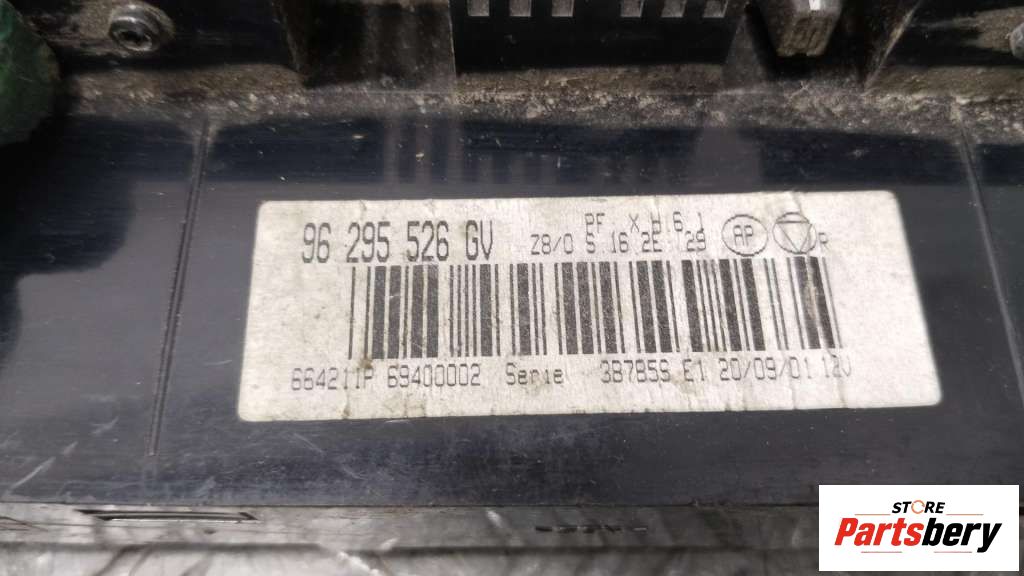 PF X H 6 J
96 295 526 GV Z8/0 S 16 2E 29 AP R
664211P 69400002 Serie 3B785S E1 20/09/01 12V
STORE
Partsbery